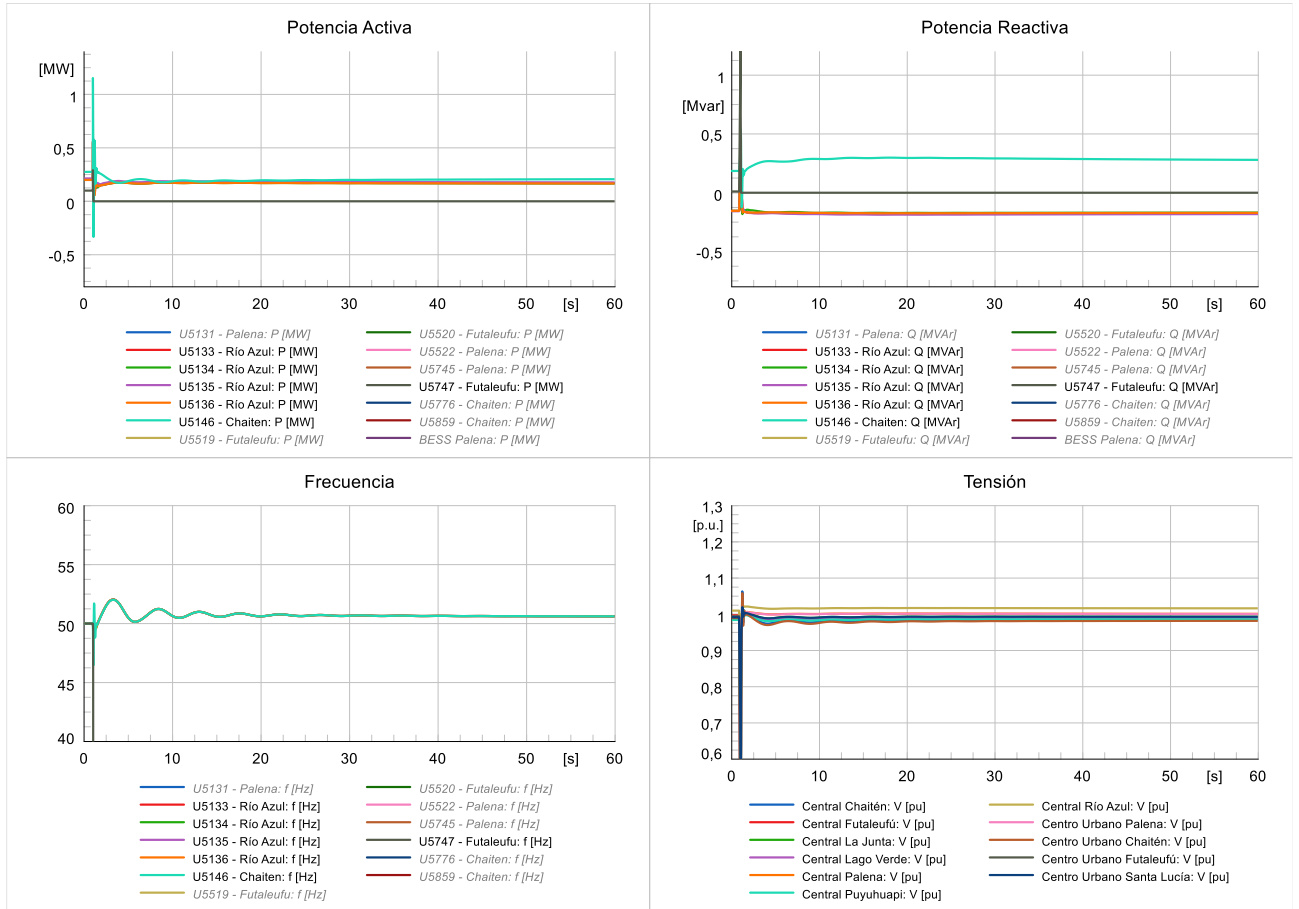 Potencia Activa
[MW]
1
0,5
0
-0,5
0 10 20 30 40 [s] 60
U5131 - Palena: P [MW]
U5133 - Río Azul: P [MW]
U5134 - Río Azul: P [MW]
U5135 - Río Azul: P [MW]
U5136 - Río Azul: P [MW]
U5146 - Chaiten: P [MW]
U5519 - Futaleufu: P [MW]
U5520 - Futaleufu: P [MW]
U5522 - Palena: P [MW]
U5745 - Palena: P [MW]
U5747 - Futaleufu: P [MW]
U5776 - Chaiten: P [MW]
U5859 - Chaiten: P [MW]
BESS Palena: P [MW]
Potencia Reactiva
1
[Mvar]
0,5
0
-0,5
0 10 20 30 40 [s] 60
U5131 - Palena: Q [MVAr]
U5133 - Río Azul: Q [MVAr]
U5134 - Río Azul: Q [MVAr]
U5135 - Río Azul: Q [MVAr]
U5136 - Río Azul: Q [MVAr]
U5146 - Chaiten: Q [MVAr]
U5519 - Futaleufu: Q [MVAr]
U5520 - Futaleufu: Q [MVAr]
U5522 - Palena: Q [MVAr]
U5745 - Palena: Q [MVAr]
U5747 - Futaleufu: Q [MVAr]
U5776 - Chaiten: Q [MVAr]
U5859 - Chaiten: Q [MVAr]
BESS Palena: Q [MVAr]
Frecuencia
60
55
50
45
40
0 10 20 30 40 [s] 60
U5131 - Palena: f [Hz]
U5133 - Río Azul: f [Hz]
U5134 - Río Azul: f [Hz]
U5135 - Río Azul: f [Hz]
U5136 - Río Azul: f [Hz]
U5146 - Chaiten: f [Hz]
U5519 - Futaleufu: f [Hz]
U5520 - Futaleufu: f [Hz]
U5522 - Palena: f [Hz]
U5745 - Palena: f [Hz]
U5747 - Futaleufu: f [Hz]
U5776 - Chaiten: f [Hz]
U5859 - Chaiten: f [Hz]
Tensión
1,3
[p.u.]
1,2
1,1
1
0,9
0,8
0,7
0,6
0 10 20 30 40 [s] 60
Central Chaitén: V [pu]
Central Futaleufú: V [pu]
Central La Junta: V [pu]
Central Lago Verde: V [pu]
Central Palena: V [pu]
Central Puyuhuapi: V [pu]
Central Río Azul: V [pu]
Centro Urbano Palena: V [pu]
Centro Urbano Chaitén: V [pu]
Centro Urbano Futaleufú: V [pu]
Centro Urbano Santa Lucía: V [pu]